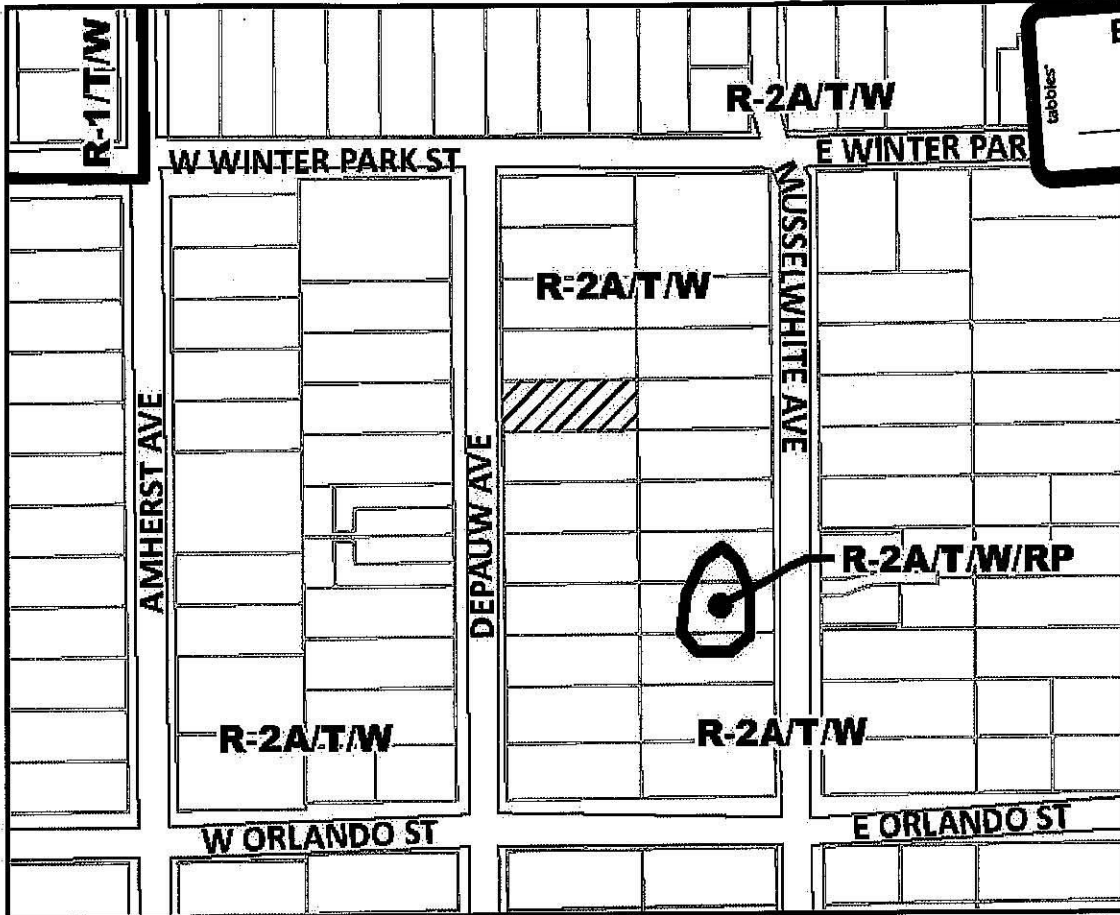 R-1/T/W
R-2A/T/W
tabbies
W WINTER PARK ST
E WINTER PAR
MUSSELWHITE AVE
R-2A/T/W
AMHERST AVE
DEPAUW AVE
R-2A/T/W/RP
R-2A/T/W
R-2A/T/W
W ORLANDO ST
E ORLANDO ST